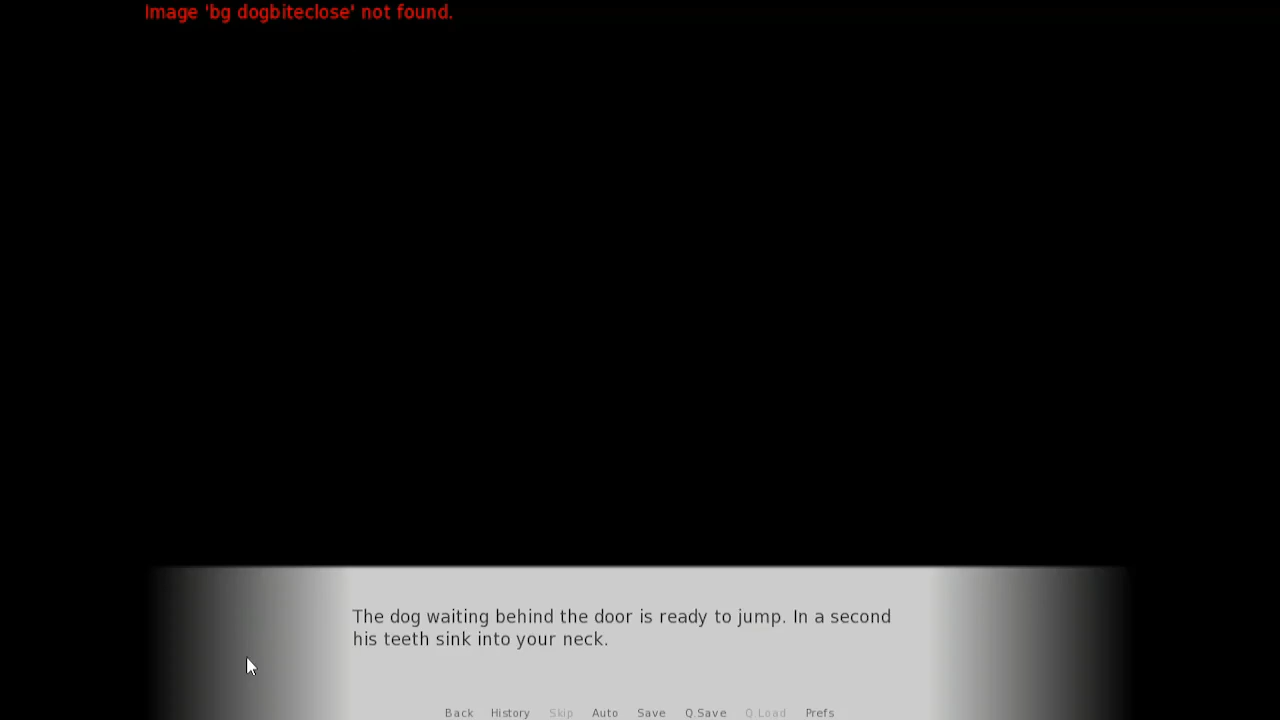 Image 'bg dogbiteclose' not found.
The dog waiting behind the door is ready to jump. In a second
his teeth sink into your neck.
Back History Skip Auto Save Q.Save Q.Load Prefs